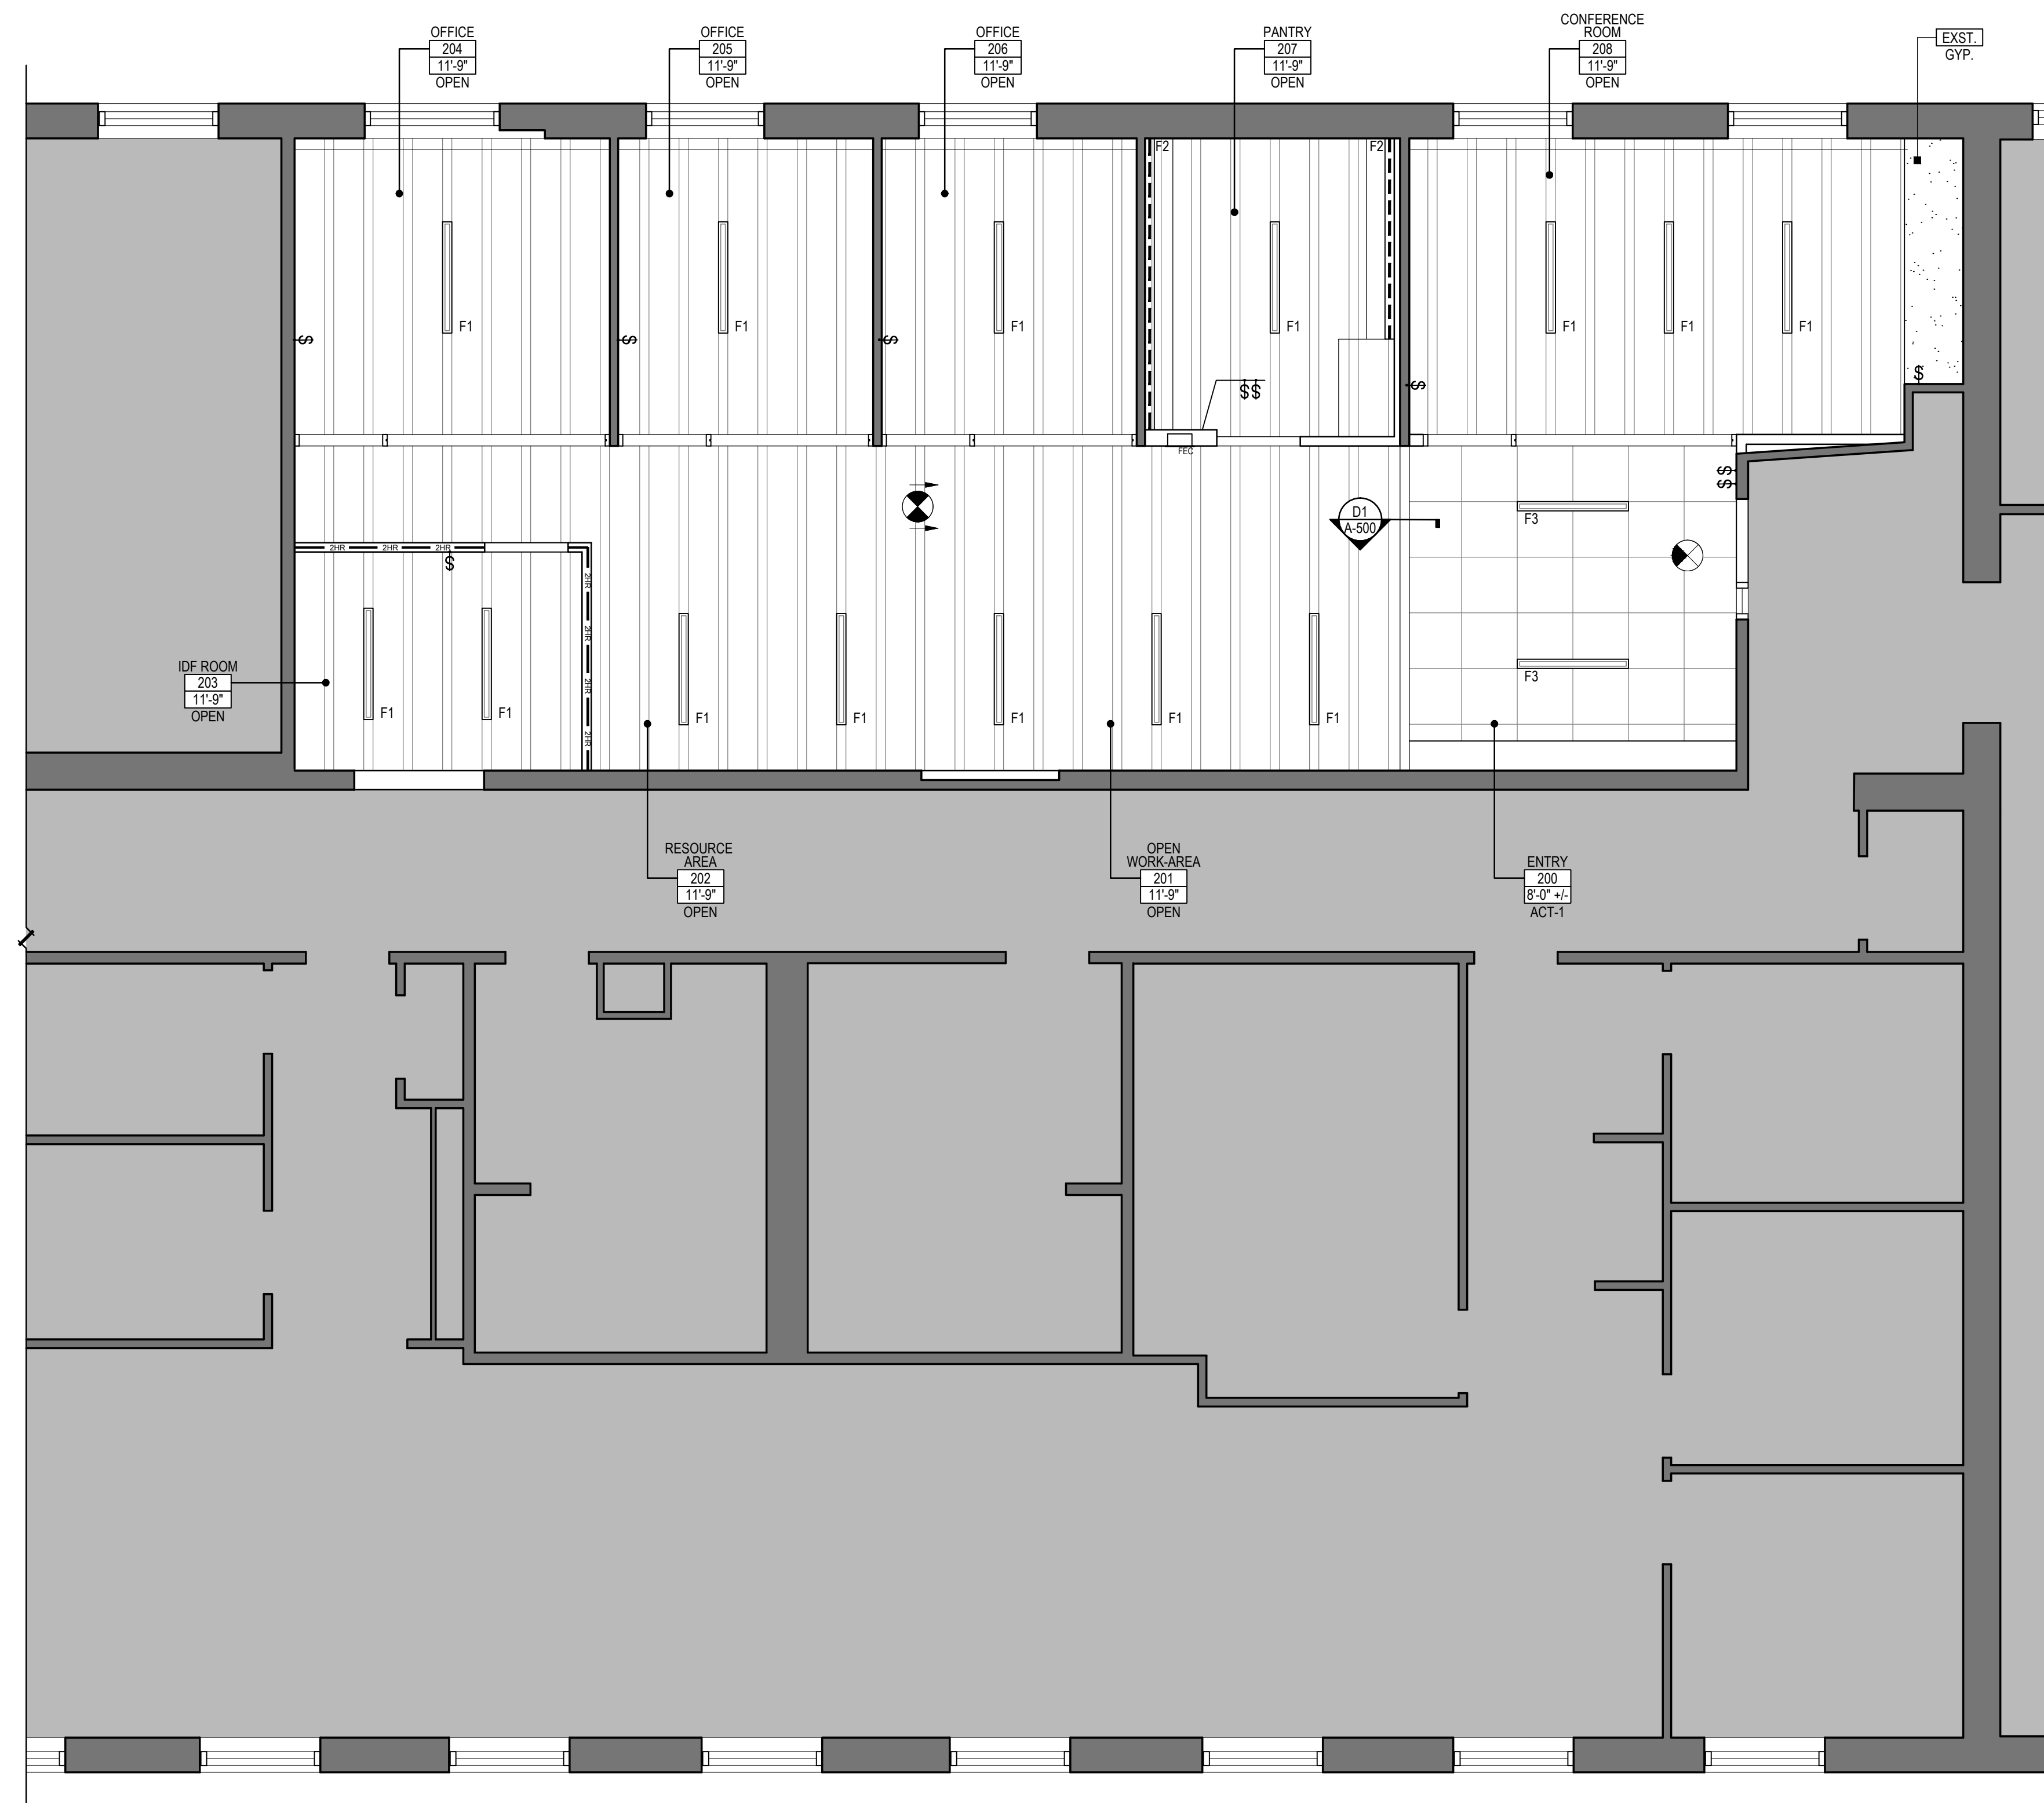 OFFICE
204
11'-9"
OPEN
OFFICE
205
11'-9"
OPEN
OFFICE
206
11'-9"
OPEN
PANTRY
207
11'-9"
OPEN
CONFERENCE
ROOM
208
11'-9"
OPEN
EXST.
GYP.
F2
F2
F1
F1
F1
F1
F1
F1
F1
$
$
$
$$
$
$
FEC
$$
D1
A-500
F3
F3
2HR
2HR
2HR
$
2HR
2HR
2HR
2HR
IDF ROOM
203
11'-9"
OPEN
F1
F1
F1
F1
F1
F1
F1
RESOURCE
AREA
202
11'-9"
OPEN
OPEN
WORK-AREA
201
11'-9"
OPEN
ENTRY
200
8'-0" +/-
ACT-1